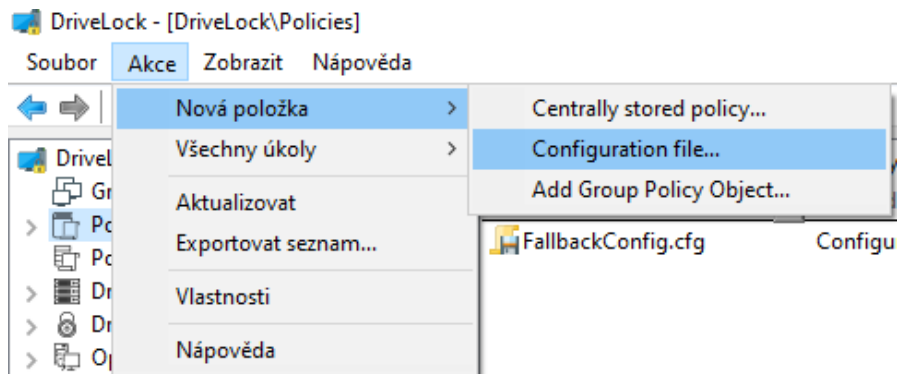 DriveLock - [DriveLock\Policies]
Soubor Akce Zobrazit Nápověda
Nová položka
Centrally stored policy...
Všechny úkoly
Configuration file...
Add Group Policy Object...
Aktualizovat
Exportovat seznam...
FallbackConfig.cfg
Vlastnosti
Nápověda